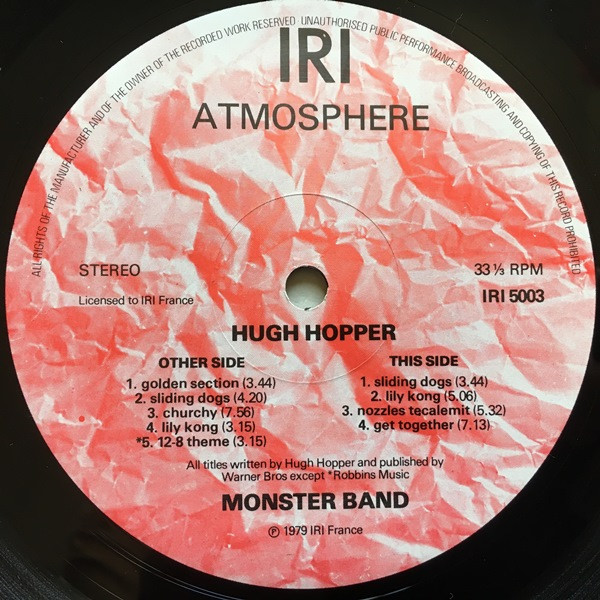 ALL RIGHTS OF THE MANUFACTURER AND OF THE OWNER OF THE RECORDED WORK RESERVED UNAUTHORISED PUBLIC PERFORMANCE BROADCASTING AND COPYING OF THIS RECORD PROHIBITED
IRI
ATMOSPHERE
STEREO
33 ⅓ RPM
Licensed to IRI France
IRI 5003
HUGH HOPPER
OTHER SIDE
1. golden section (3.44)
2. sliding dogs (4.20)
3. churchy (7.56)
4. lily kong (3.15)
*5. 12-8 theme (3.15)
THIS SIDE
1. sliding dogs (3.44)
2. lily kong (5.06)
3. nozzles tecalemit (5.32)
4. get together (7.13)
All titles written by Hugh Hopper and published by
Warner Bros except *Robbins Music
MONSTER BAND
℗ 1979 IRI France